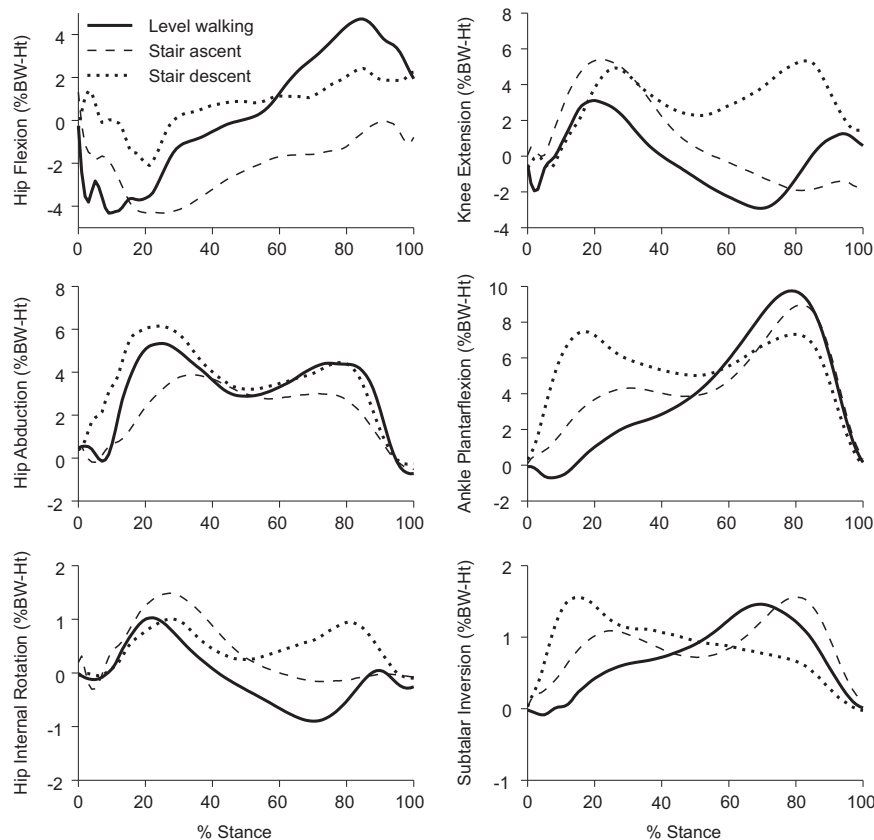 Level walking
Stair ascent
Stair descent
Hip Flexion (%BW-Ht)
6
4
2
0
-2
-4
-6
0 20 40 60 80 100
Knee Extension (%BW-Ht)
8
6
4
2
0
-2
-4
0 20 40 60 80 100
Hip Abduction (%BW-Ht)
8
6
4
2
0
-2
0 20 40 60 80 100
Ankle Plantarflexion (%BW-Ht)
10
8
6
4
2
0
-2
0 20 40 60 80 100
Hip Internal Rotation (%BW-Ht)
2
1
0
-1
-2
0 20 40 60 80 100
% Stance
Subtalar Inversion (%BW-Ht)
2
1
0
-1
0 20 40 60 80 100
% Stance